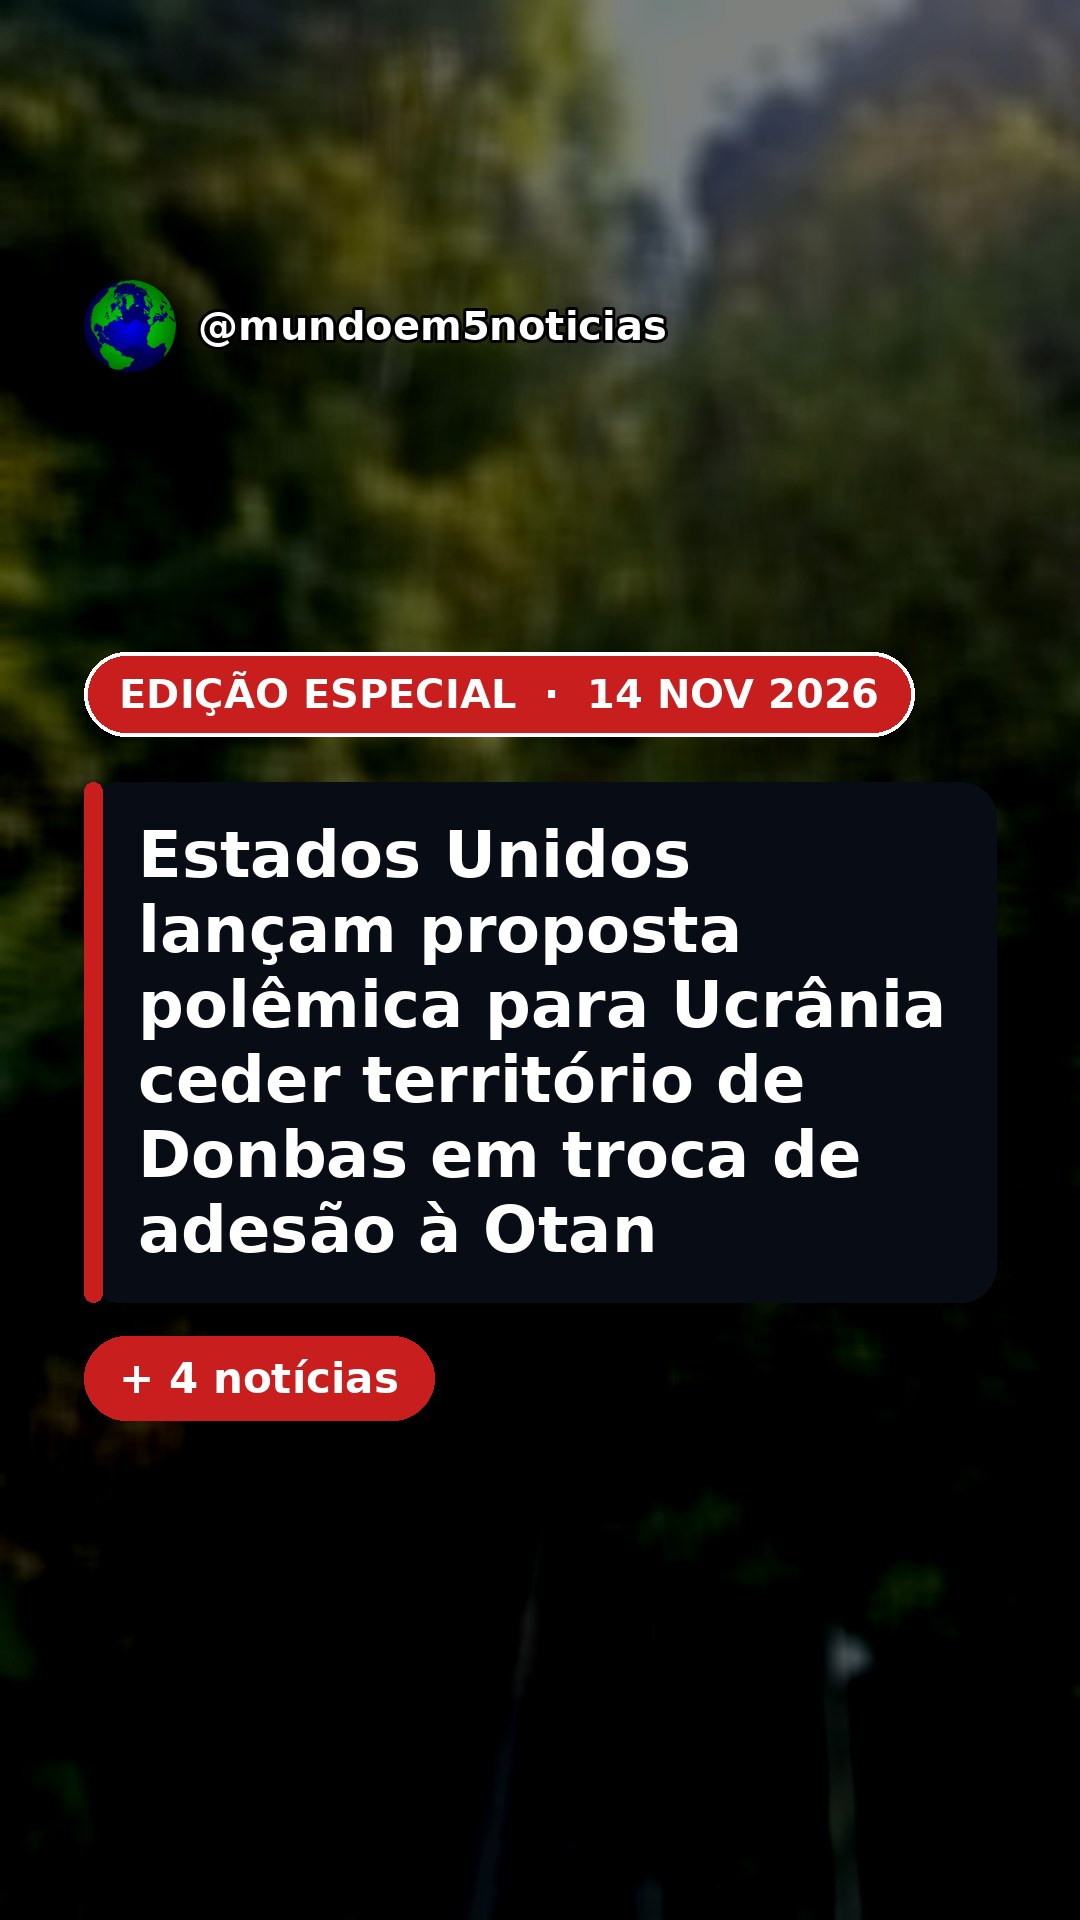 @mundoem5noticias
EDIÇÃO ESPECIAL · 14 NOV 2026
Estados Unidos
lançam proposta
polêmica para Ucrânia
ceder território de
Donbas em troca de
adesão à Otan
+ 4 notícias